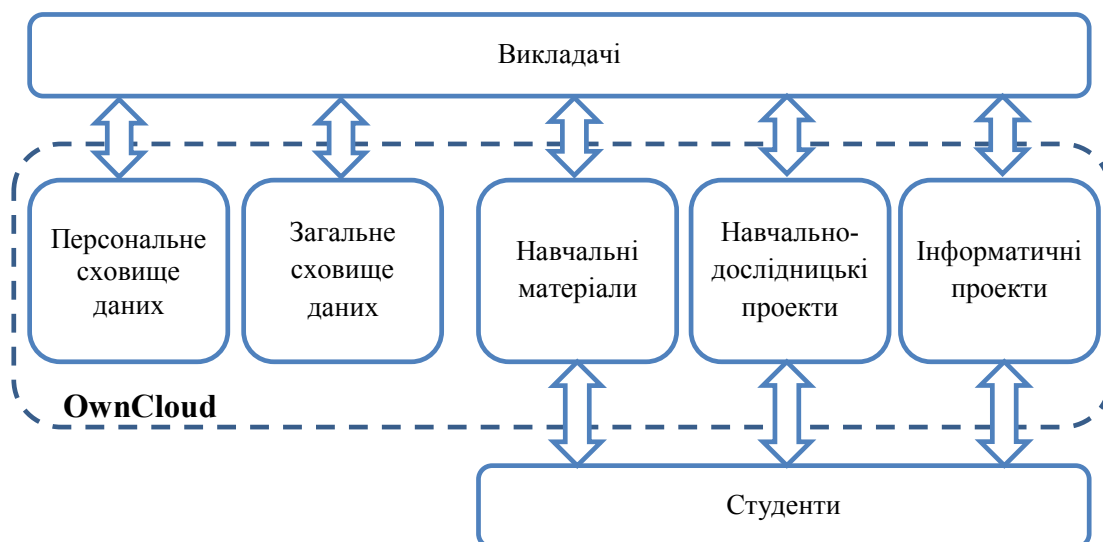 Викладачі
Персональне
сховище
даних
Загальне
сховище
даних
Навчальні
матеріали
Навчально-
дослідницькі
проекти
Інформатичні
проекти
OwnCloud
Студенти